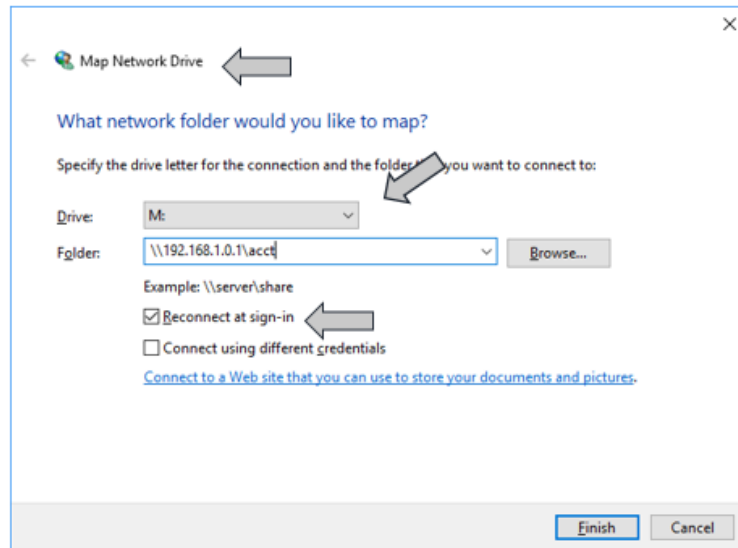 Map Network Drive
What network folder would you like to map?
Specify the drive letter for the connection and the folder you want to connect to:
Drive: M:
Folder: \\192.168.1.0.1\acct Browse...
Example: \\server\share
Reconnect at sign-in
Connect using different credentials
Connect to a Web site that you can use to store your documents and pictures.
Finish Cancel